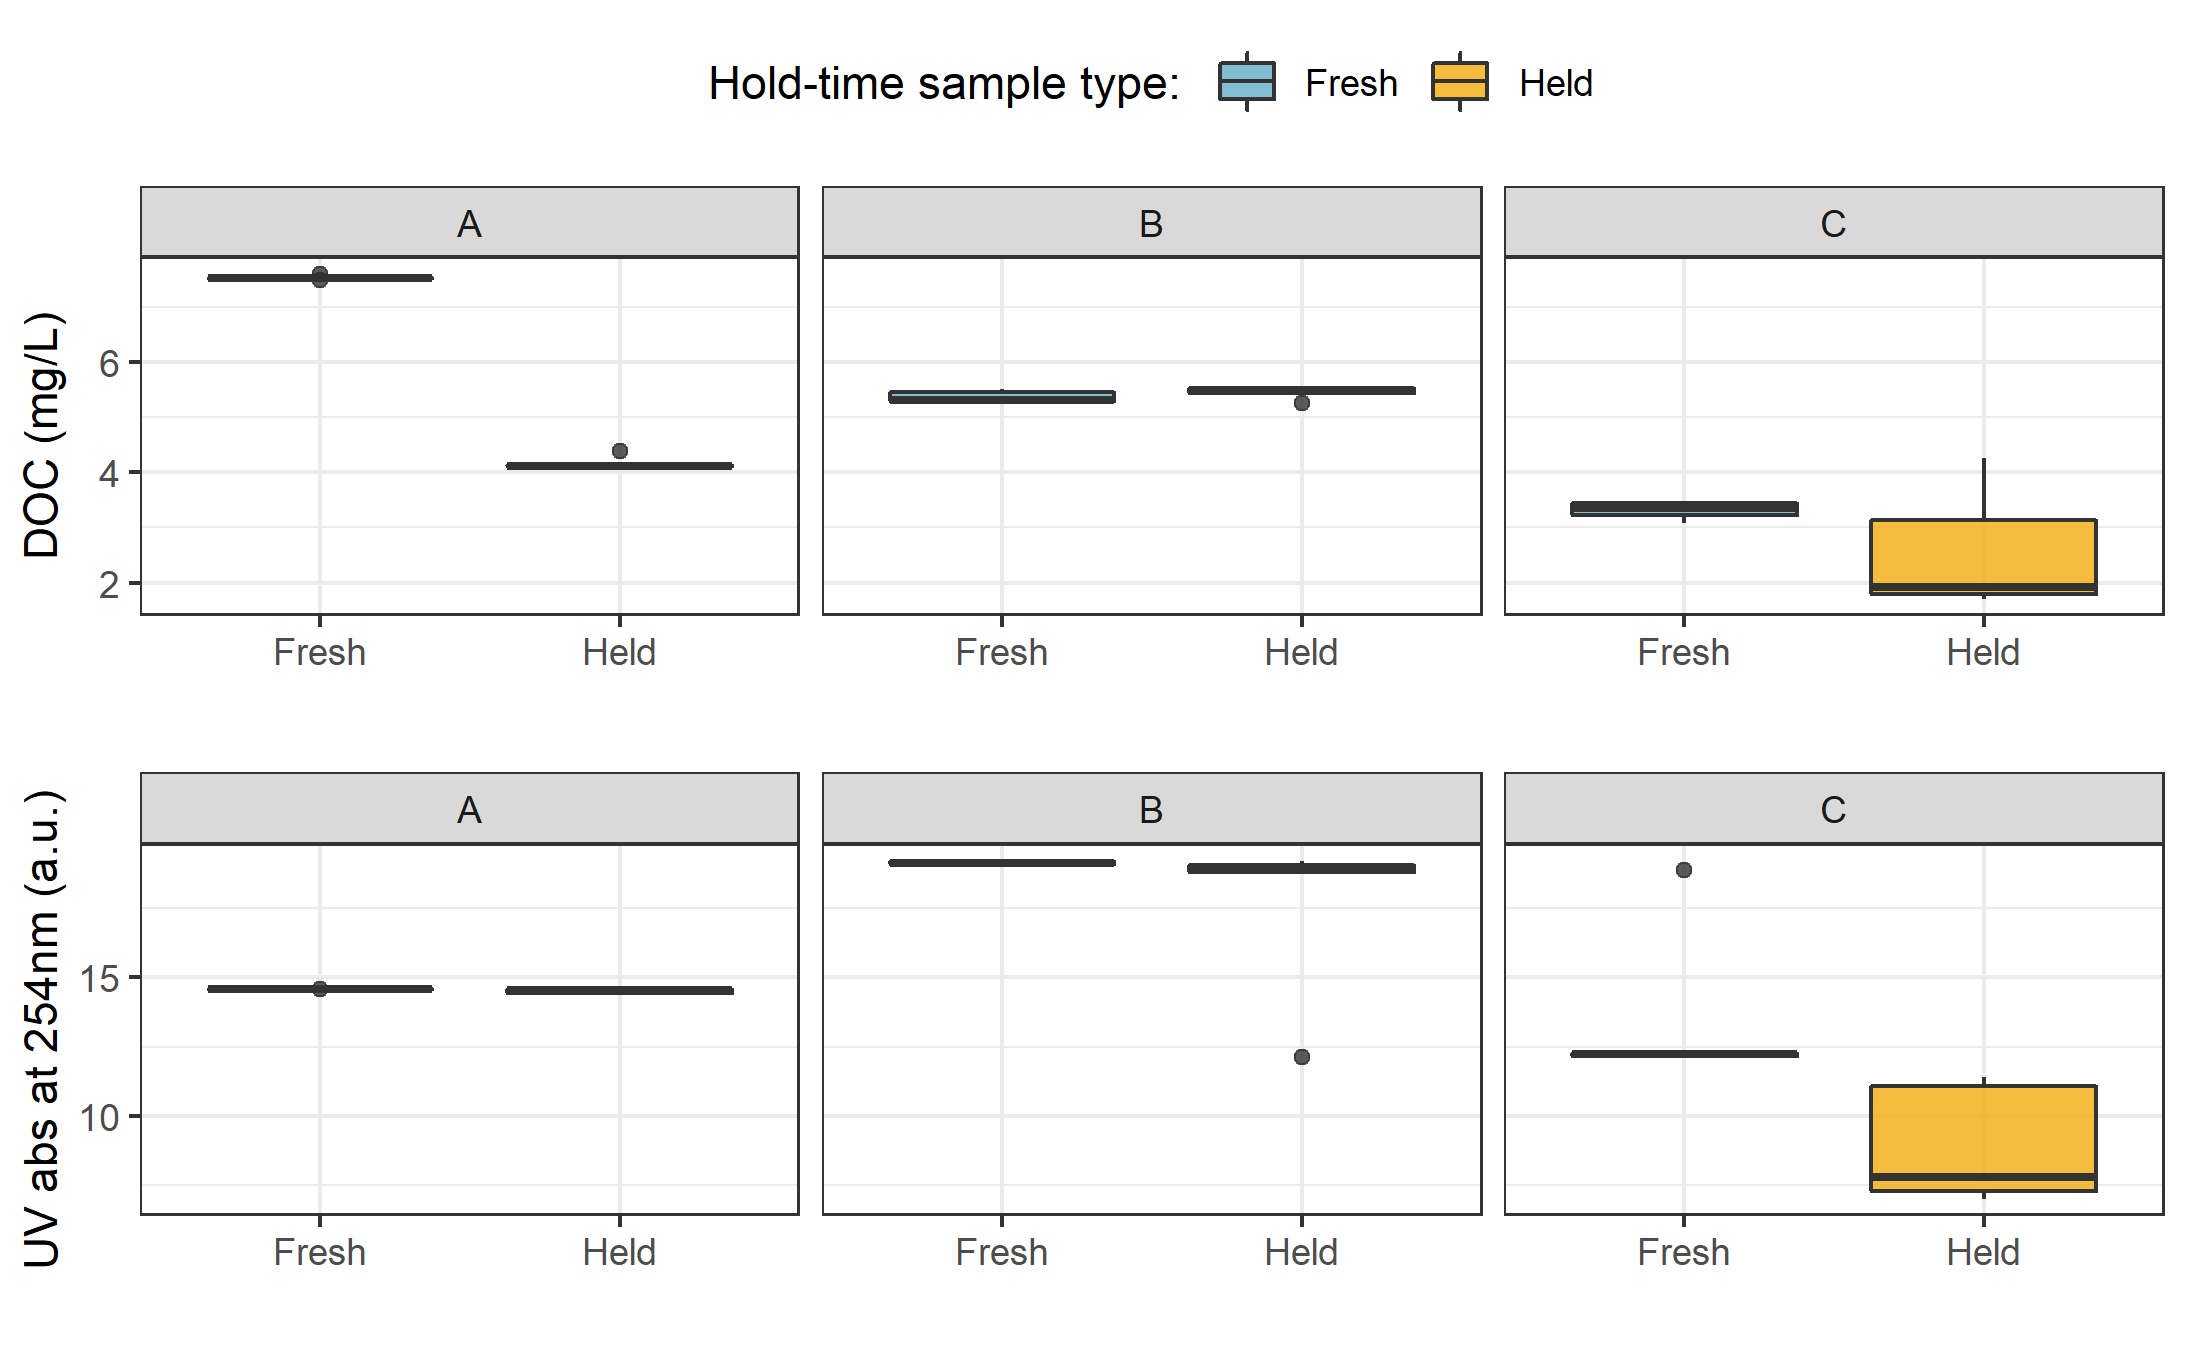 Hold-time sample type: Fresh Held
A B C
DOC (mg/L)
6
4
2
Fresh Held Fresh Held Fresh Held
A B C
UV abs at 254nm (a.u.)
15
10
Fresh Held Fresh Held Fresh Held